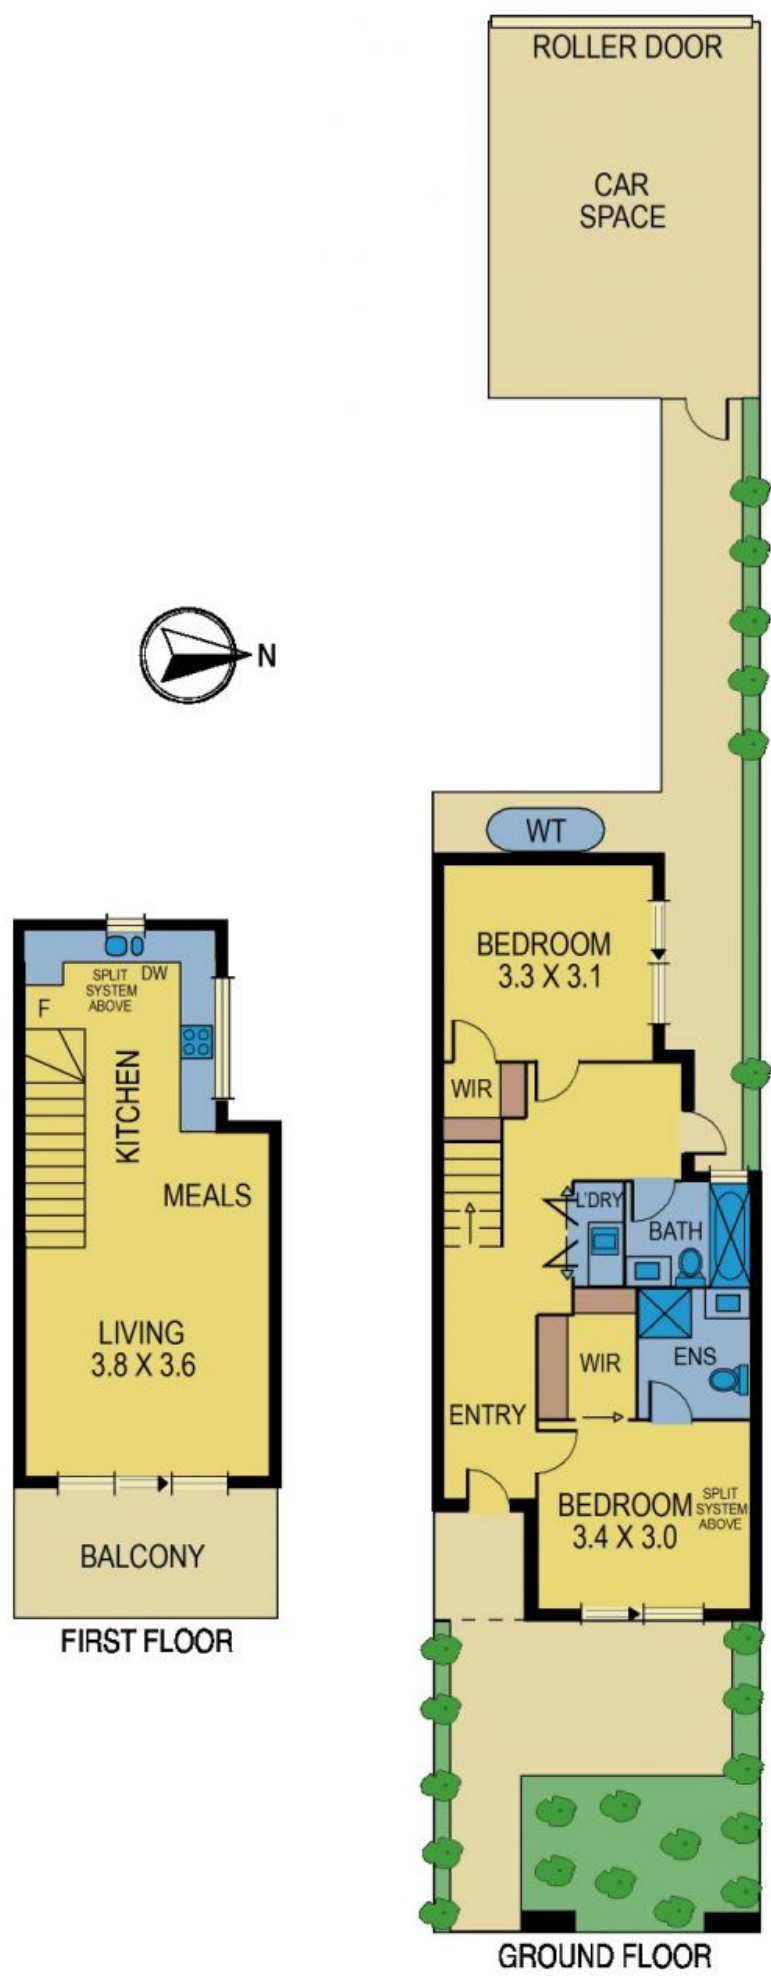 ROLLER DOOR
CAR
SPACE
N
WT
BEDROOM
3.3 X 3.1
WIR
L'DRY
BATH
WIR
ENS
ENTRY
BEDROOM
3.4 X 3.0
SPLIT
SYSTEM
ABOVE
GROUND FLOOR
SPLIT
SYSTEM
ABOVE
DW
F
KITCHEN
MEALS
LIVING
3.8 X 3.6
BALCONY
FIRST FLOOR